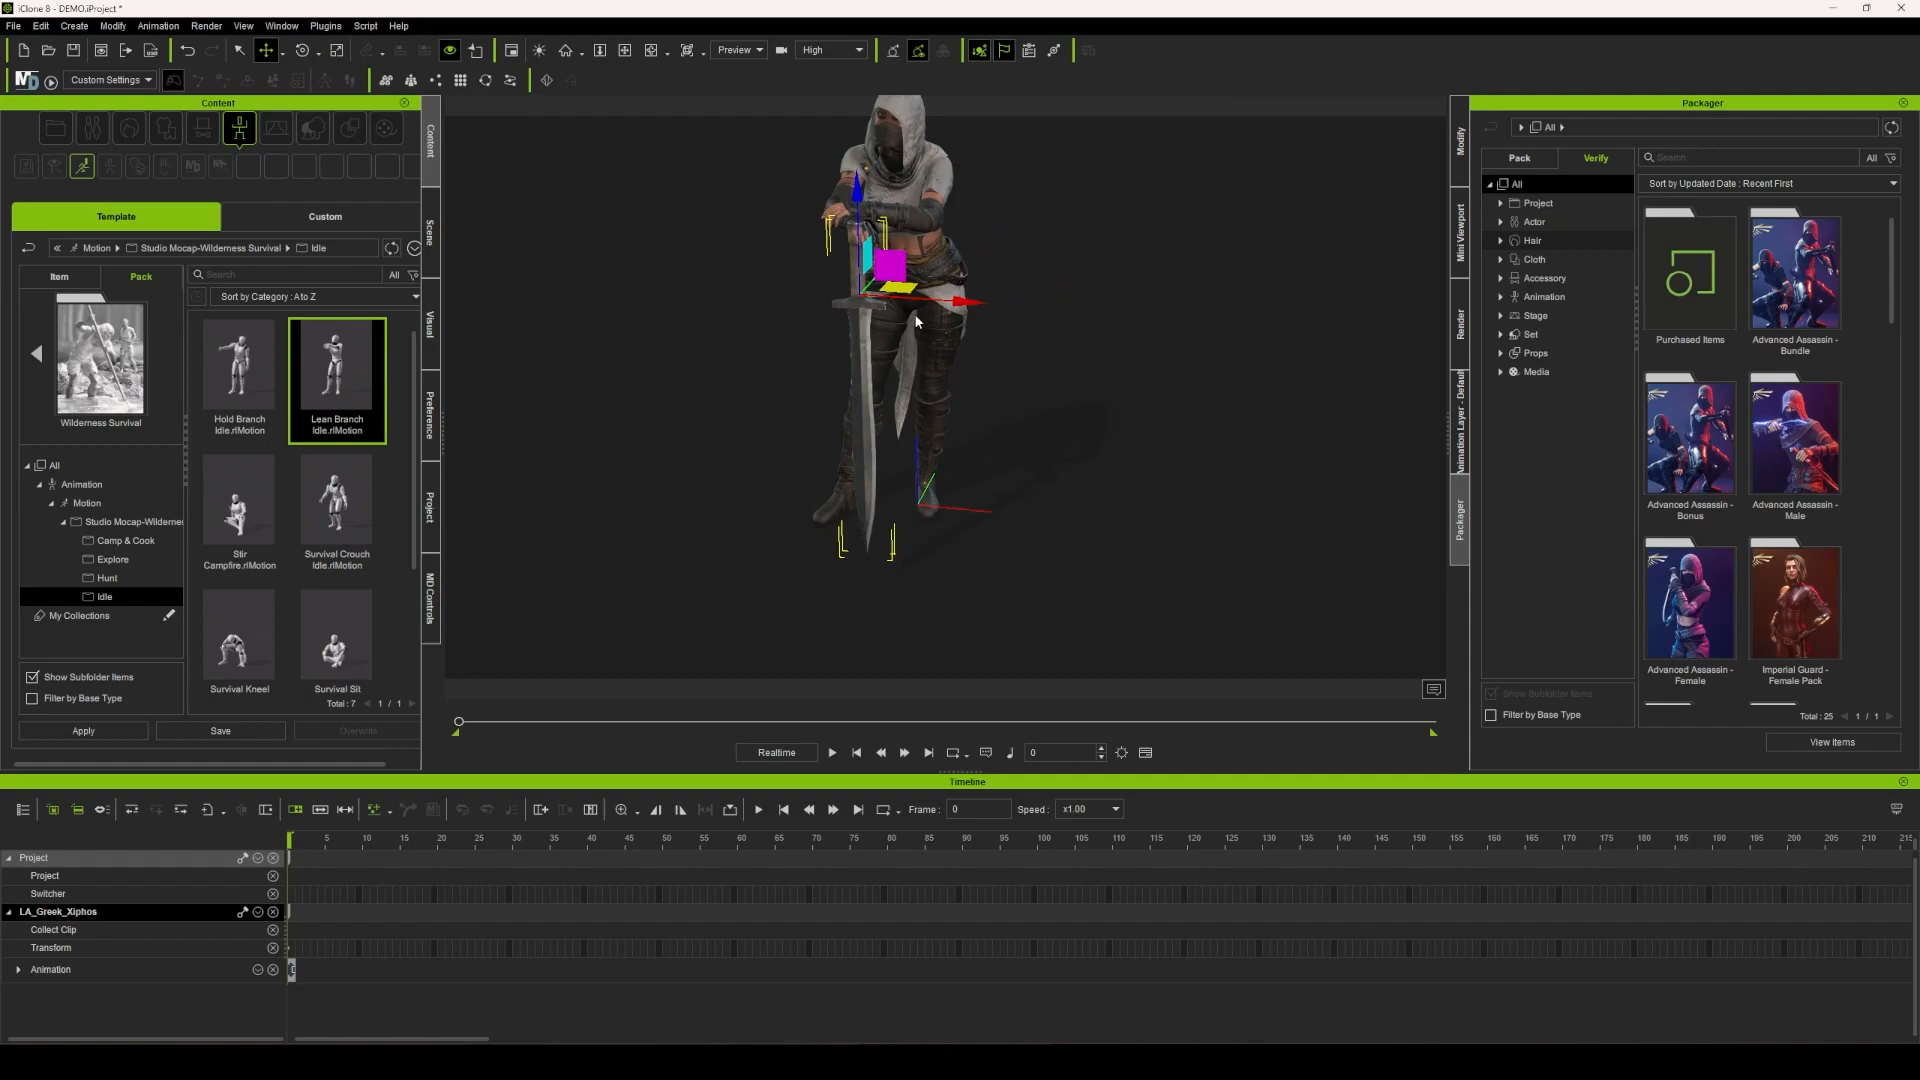 iClone 8 - DEMO.iProject *
File Edit Create Modify Animation Render View Window Plugins Script Help
Preview High
Custom Settings
Content
Template Custom
« Motion Studio Mocap-Wilderness Survival Idle
Item Pack
Search All
Sort by Category : A to Z
Wilderness Survival
Hold Branch Idle.rlMotion
Lean Branch Idle.rlMotion
Stir Campfire.rlMotion
Survival Crouch Idle.rlMotion
Survival Kneel
Survival Sit
All
Animation
Motion
Studio Mocap-Wilderne
Camp & Cook
Explore
Hunt
Idle
My Collections
Show Subfolder Items
Filter by Base Type
Total : 7 1 / 1
Apply Save Overwrite
Content
Scene
Visual
Preference
Project
MD Controls
Realtime 0
Modify
Mini Viewport
Render
Animation Layer - Default
Packager
Packager
All
Pack Verify
Search All
Sort by Updated Date : Recent First
All
Project
Actor
Hair
Cloth
Accessory
Animation
Stage
Set
Props
Media
Purchased Items
Advanced Assassin - Bundle
Advanced Assassin - Bonus
Advanced Assassin - Male
Advanced Assassin - Female
Imperial Guard - Female Pack
Show Subfolder Items
Filter by Base Type
Total : 25 1 / 1
View Items
Timeline
Frame : 0 Speed : x1.00
5 10 15 20 25 30 35 40 45 50 55 60 65 70 75 80 85 90 95 100 105 110 115 120 125 130 135 140 145 150 155 160 165 170 175 180 185 190 195 200 205 210 215
Project
Project
Switcher
LA_Greek_Xiphos
Collect Clip
Transform
Animation